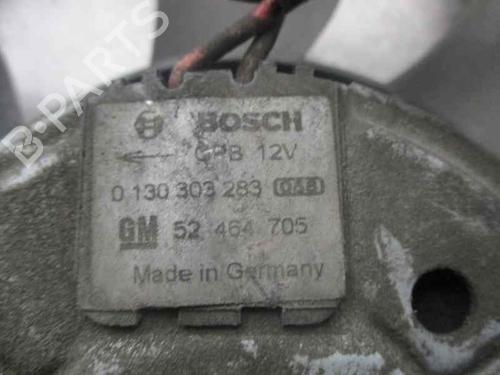 BOSCH
CPB 12V
0 130 303 283
GM 52 464 705
Made in Germany
B-PARTS